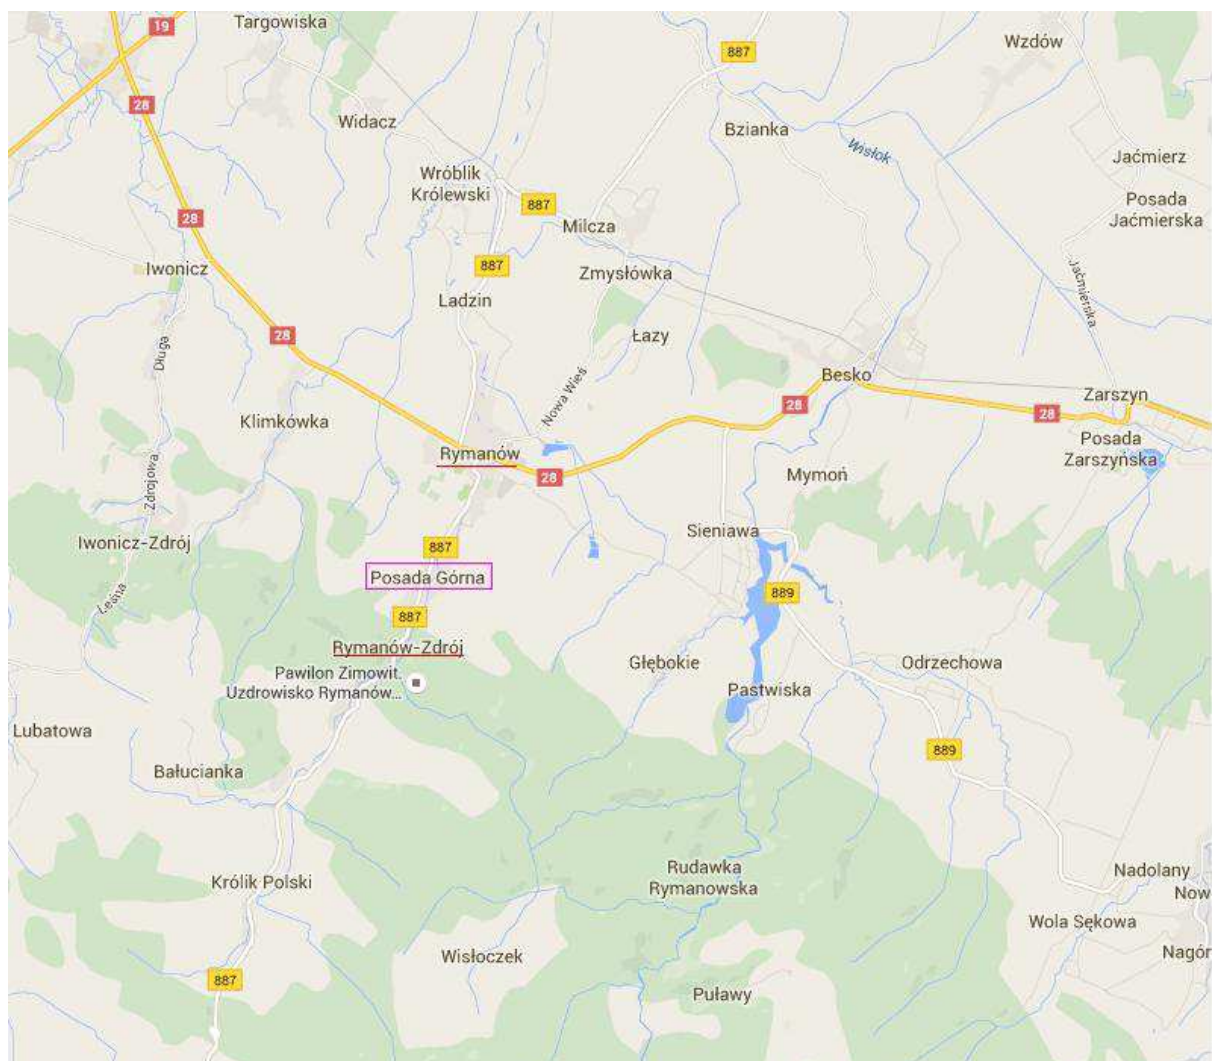 Targowiska
19
Wzdów
887
28
Widacz
Bzianka
Wisłok
Jaćmierz
Wróblik
Królewski
Posada
Jaćmierska
887
28
Milcza
Iwonicz
887
Zmysłówka
Jaćmierska
Ladzin
28
Łazy
Długa
Besko
Nowa Wieś
Zarszyn
28
28
Klimkówka
Rymanów
Posada
Zarszyńska
28
Mymoń
Zdrojowa
Sieniawa
Iwonicz-Zdrój
887
Posada Górna
Leśna
889
887
Rymanów-Zdrój
Głębokie
Odrzechowa
Pawilon Zimowit.
Uzdrowisko Rymanów...
Pastwiska
Lubatowa
889
Bałucianka
Rudawka
Rymanowska
Nadolany
Królik Polski
Now
Wola Sękowa
Wisłoczek
Nagór
887
Puławy